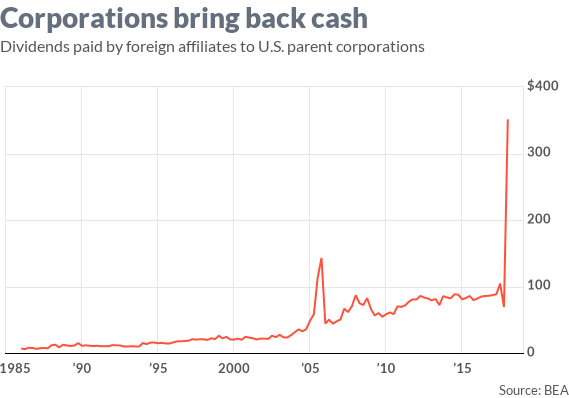 Corporations bring back cash
Dividends paid by foreign affiliates to U.S. parent corporations
$400
300
200
100
0
1985 ’90 ’95 2000 ’05 ’10 ’15
Source: BEA